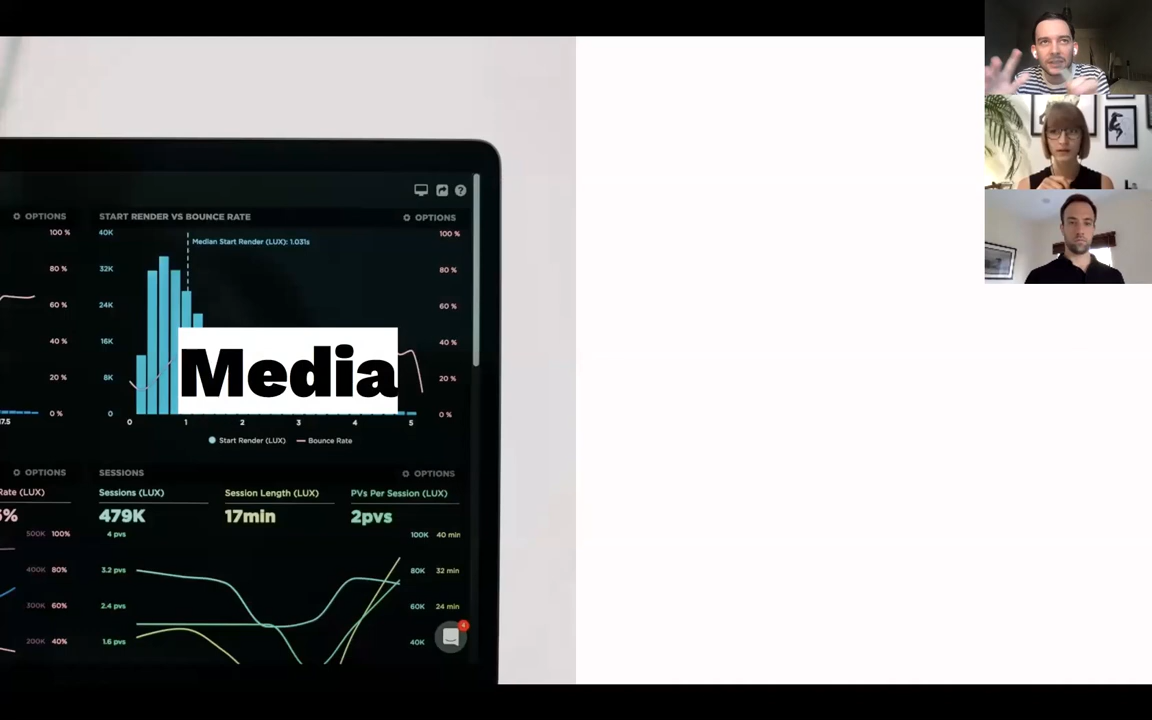 OPTIONS
START RENDER VS BOUNCE RATE
OPTIONS
100 %
40K
Median Start Render (LUX): 1.031s
100 %
80 %
32K
80 %
60 %
24K
60 %
40 %
16K
40 %
Media
20 %
8K
20 %
0 %
0
0 %
17.5
0
1
2
3
4
5
Start Render (LUX)
Bounce Rate
OPTIONS
SESSIONS
OPTIONS
Rate (LUX)
Sessions (LUX)
Session Length (LUX)
PVs Per Session (LUX)
%
479K
17min
2pvs
500K 100%
4 pvs
100K 40 min
400K 80%
3.2 pvs
80K 32 min
300K 60%
2.4 pvs
60K 24 min
4
200K 40%
1.6 pvs
40K